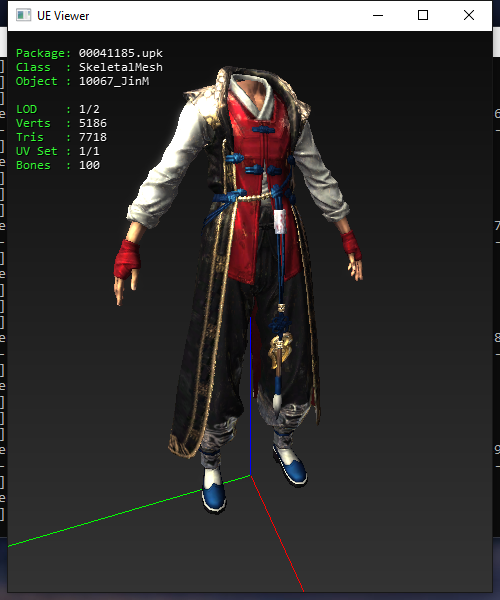 UE Viewer
Package: 00041185.upk
Class : SkeletalMesh
Object : 10067_JinM
LOD : 1/2
Verts : 5186
Tris : 7718
UV Set : 1/1
Bones : 100